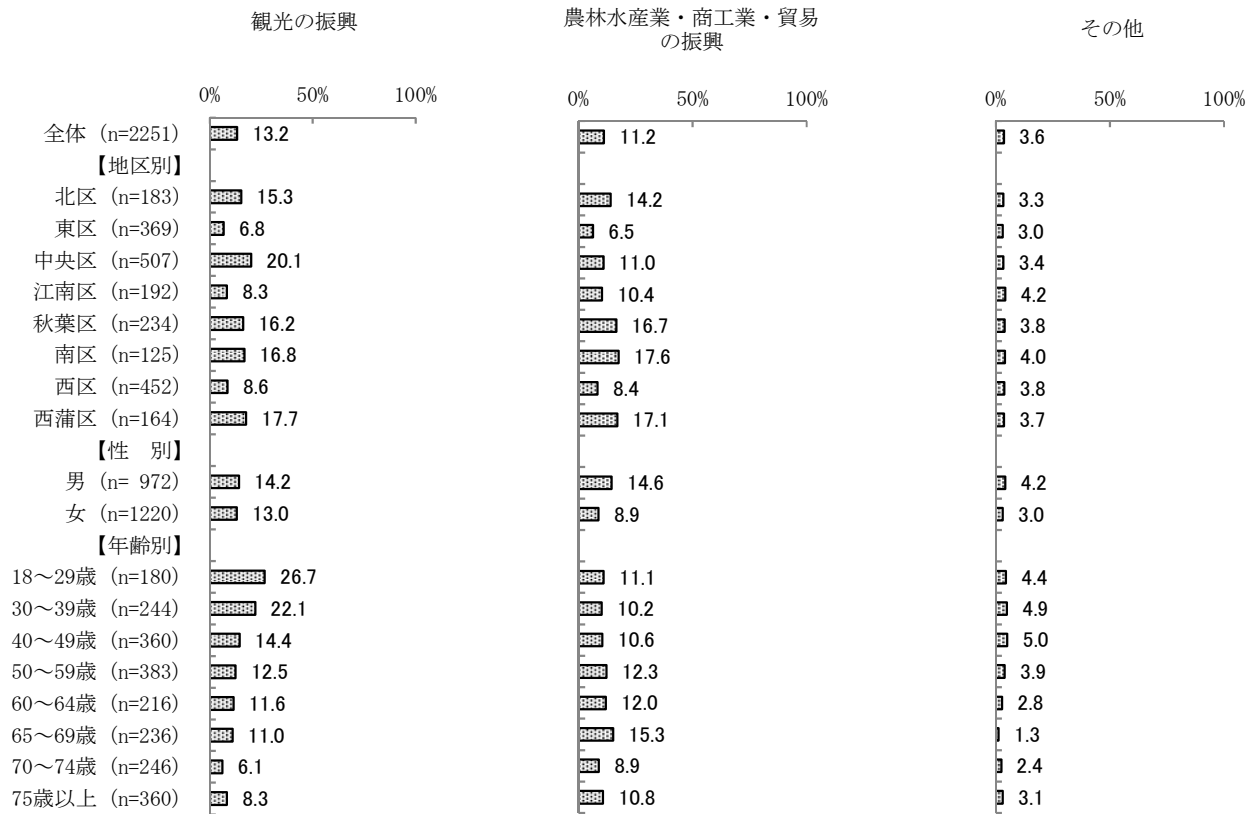 観光の振興
農林水産業・商工業・貿易
の振興
その他
0% 50% 100% 0% 50% 100% 0% 50% 100%
全体 (n=2251) 13.2 11.2 3.6
【地区別】
北区 (n=183) 15.3 14.2 3.3
東区 (n=369) 6.8 6.5 3.0
中央区 (n=507) 20.1 11.0 3.4
江南区 (n=192) 8.3 10.4 4.2
秋葉区 (n=234) 16.2 16.7 3.8
南区 (n=125) 16.8 17.6 4.0
西区 (n=452) 8.6 8.4 3.8
西蒲区 (n=164) 17.7 17.1 3.7
【性　別】
男 (n= 972) 14.2 14.6 4.2
女 (n=1220) 13.0 8.9 3.0
【年齢別】
18～29歳 (n=180) 26.7 11.1 4.4
30～39歳 (n=244) 22.1 10.2 4.9
40～49歳 (n=360) 14.4 10.6 5.0
50～59歳 (n=383) 12.5 12.3 3.9
60～64歳 (n=216) 11.6 12.0 2.8
65～69歳 (n=236) 11.0 15.3 1.3
70～74歳 (n=246) 6.1 8.9 2.4
75歳以上 (n=360) 8.3 10.8 3.1